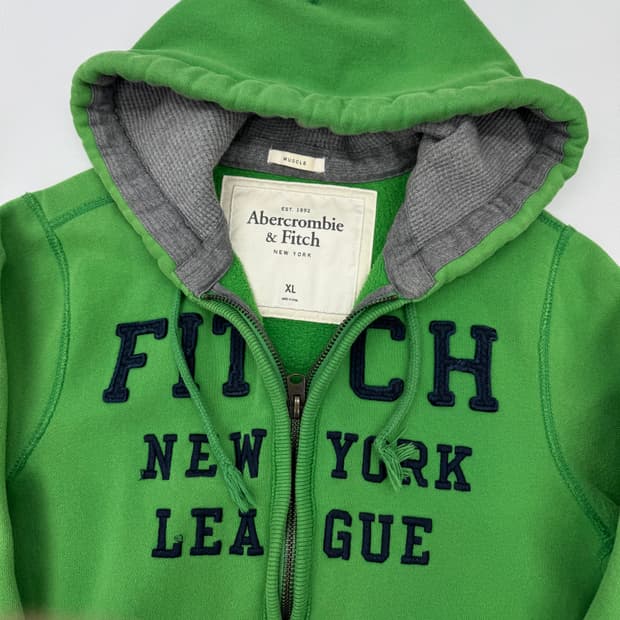 MUSCLE
EST. 1892
Abercrombie
& Fitch
NEW YORK
XL
FITCH
NEW YORK
LEAGUE